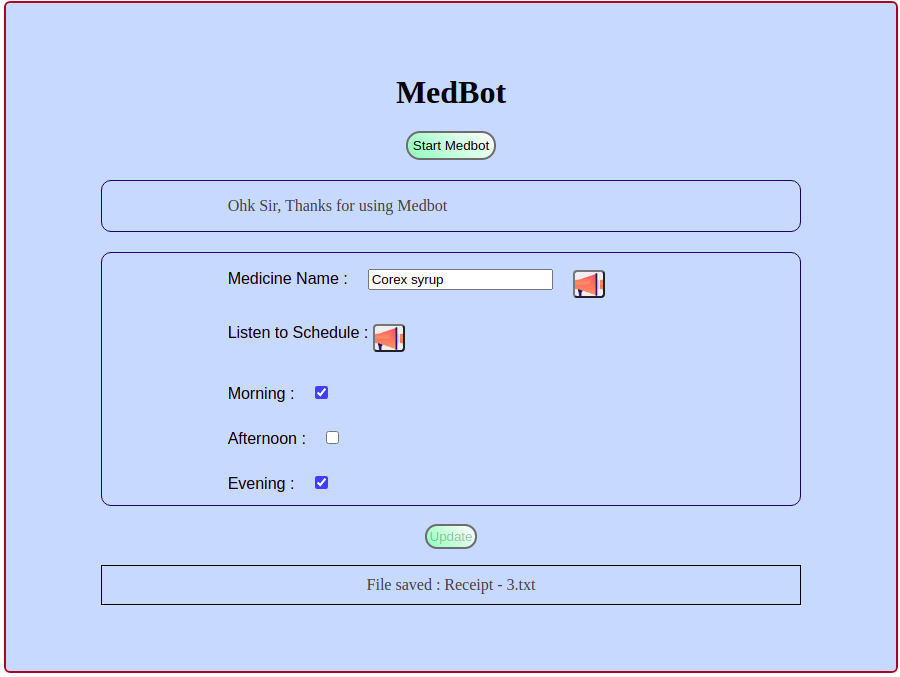 MedBot
Start Medbot
Ohk Sir, Thanks for using Medbot
Medicine Name : Corex syrup
Listen to Schedule :
Morning :
Afternoon :
Evening :
Update
File saved : Receipt - 3.txt